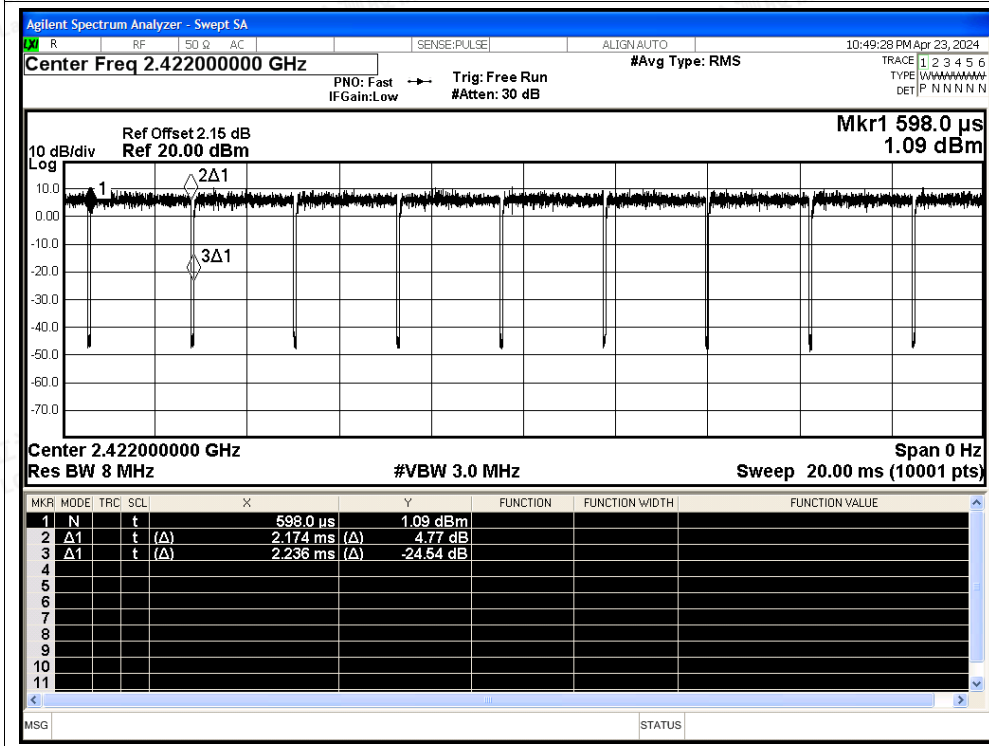 Agilent Spectrum Analyzer - Swept SA
LXI R RF 50 Ω AC SENSE:PULSE ALIGN AUTO 10:49:28 PM Apr 23, 2024
Center Freq 2.422000000 GHz
PNO: Fast
IFGain:Low
Trig: Free Run
#Atten: 30 dB
#Avg Type: RMS
TRACE 1 2 3 4 5 6
TYPE WWWWWW
DET P N N N N N
Ref Offset 2.15 dB
10 dB/div Ref 20.00 dBm
Log
Mkr1 598.0 µs
1.09 dBm
10.0
0.00
-10.0
-20.0
-30.0
-40.0
-50.0
-60.0
-70.0
1
2Δ1
3Δ1
Center 2.422000000 GHz Span 0 Hz
Res BW 8 MHz #VBW 3.0 MHz Sweep 20.00 ms (10001 pts)
MKR MODE TRC SCL X Y FUNCTION FUNCTION WIDTH FUNCTION VALUE
1 N t 598.0 µs 1.09 dBm
2 Δ1 t (Δ) 2.174 ms (Δ) 4.77 dB
3 Δ1 t (Δ) 2.236 ms (Δ) -24.54 dB
4
5
6
7
8
9
10
11
MSG STATUS